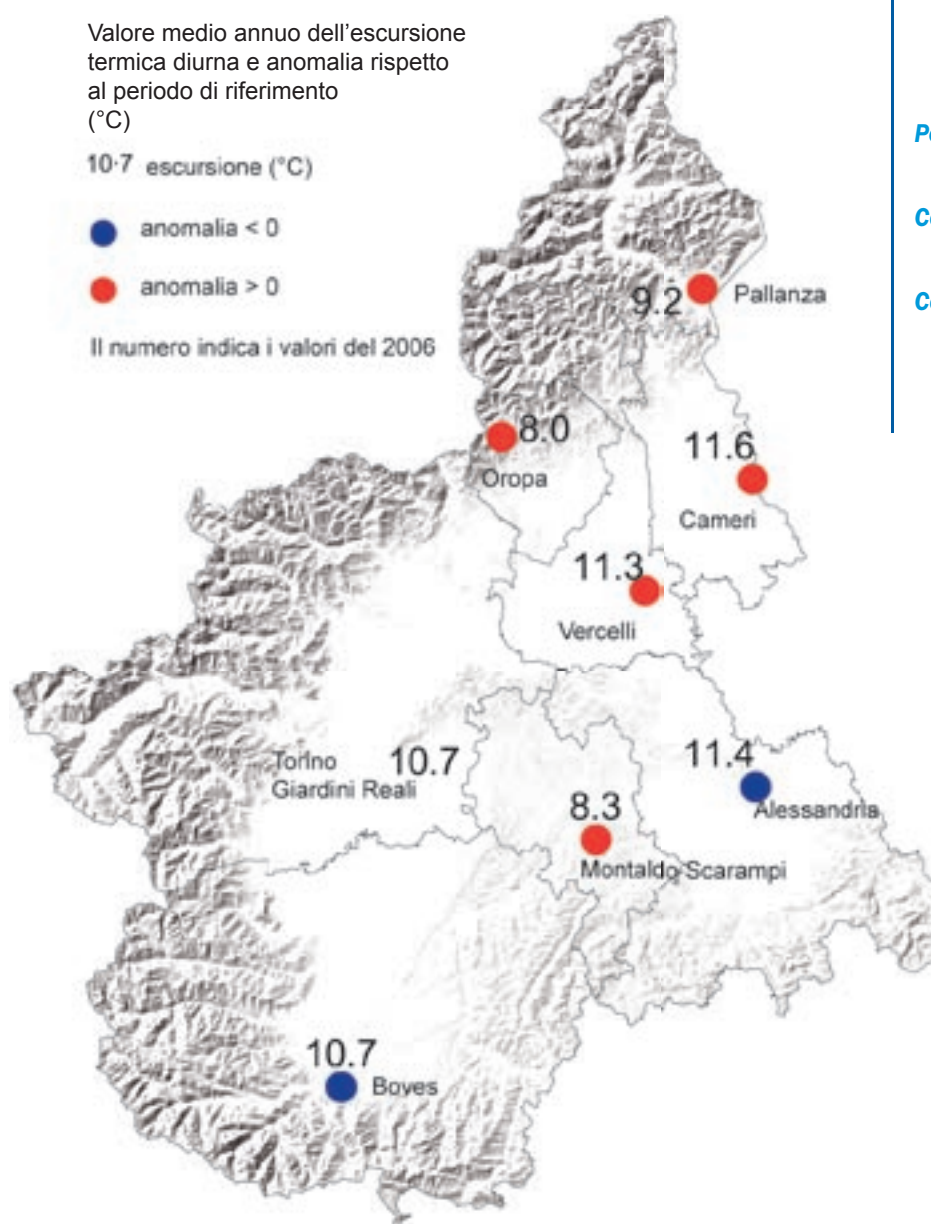 Valore medio annuo dell'escursione
termica diurna e anomalia rispetto
al periodo di riferimento
(°C)
10·7 escursione (°C)
anomalia < 0
anomalia > 0
Il numero indica i valori del 2006
9.2 Pallanza
8.0
Oropa
11.6
Cameri
11.3
Vercelli
Torino
Giardini Reali
10.7
11.4
Alessandria
8.3
Montaldo Scarampi
10.7
Boves